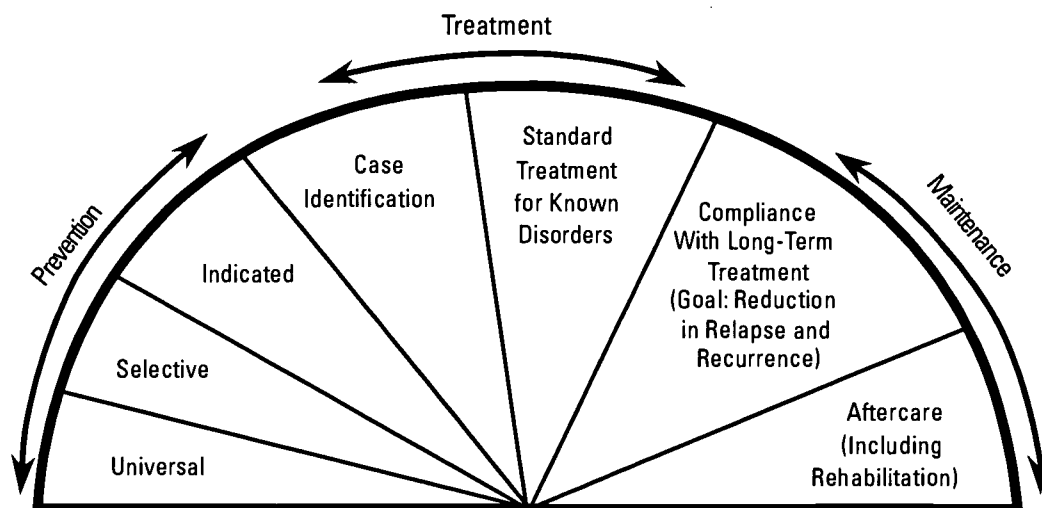 Treatment
Prevention
Maintenance
Universal
Selective
Indicated
Case
Identification
Standard
Treatment
for Known
Disorders
Compliance
With Long-Term
Treatment
(Goal: Reduction
in Relapse and
Recurrence)
Aftercare
(Including
Rehabilitation)